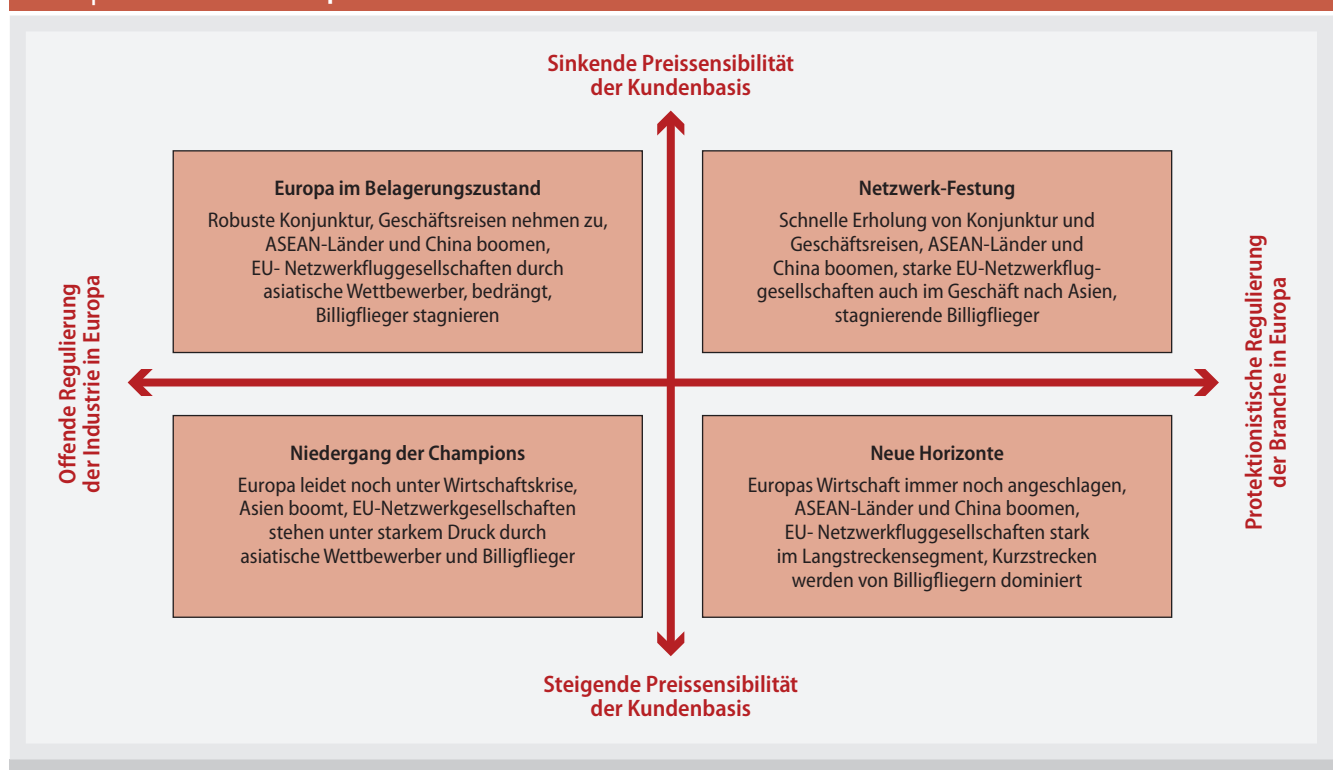 Sinkende Preissensibilität
der Kundenbasis
Europa im Belagerungszustand
Robuste Konjunktur, Geschäftsreisen nehmen zu,
ASEAN-Länder und China boomen,
EU- Netzwerkfluggesellschaften durch
asiatische Wettbewerber, bedrängt,
Billigflieger stagnieren
Netzwerk-Festung
Schnelle Erholung von Konjunktur und
Geschäftsreisen, ASEAN-Länder und
China boomen, starke EU-Netzwerkflug-
gesellschaften auch im Geschäft nach Asien,
stagnierende Billigflieger
Offende Regulierung
der Industrie in Europa
Protektionistische Regulierung
der Branche in Europa
Niedergang der Champions
Europa leidet noch unter Wirtschaftskrise,
Asien boomt, EU-Netzwerkgesellschaften
stehen unter starkem Druck durch
asiatische Wettbewerber und Billigflieger
Neue Horizonte
Europas Wirtschaft immer noch angeschlagen,
ASEAN-Länder und China boomen,
EU- Netzwerkfluggesellschaften stark
im Langstreckensegment, Kurzstrecken
werden von Billigfliegern dominiert
Steigende Preissensibilität
der Kundenbasis